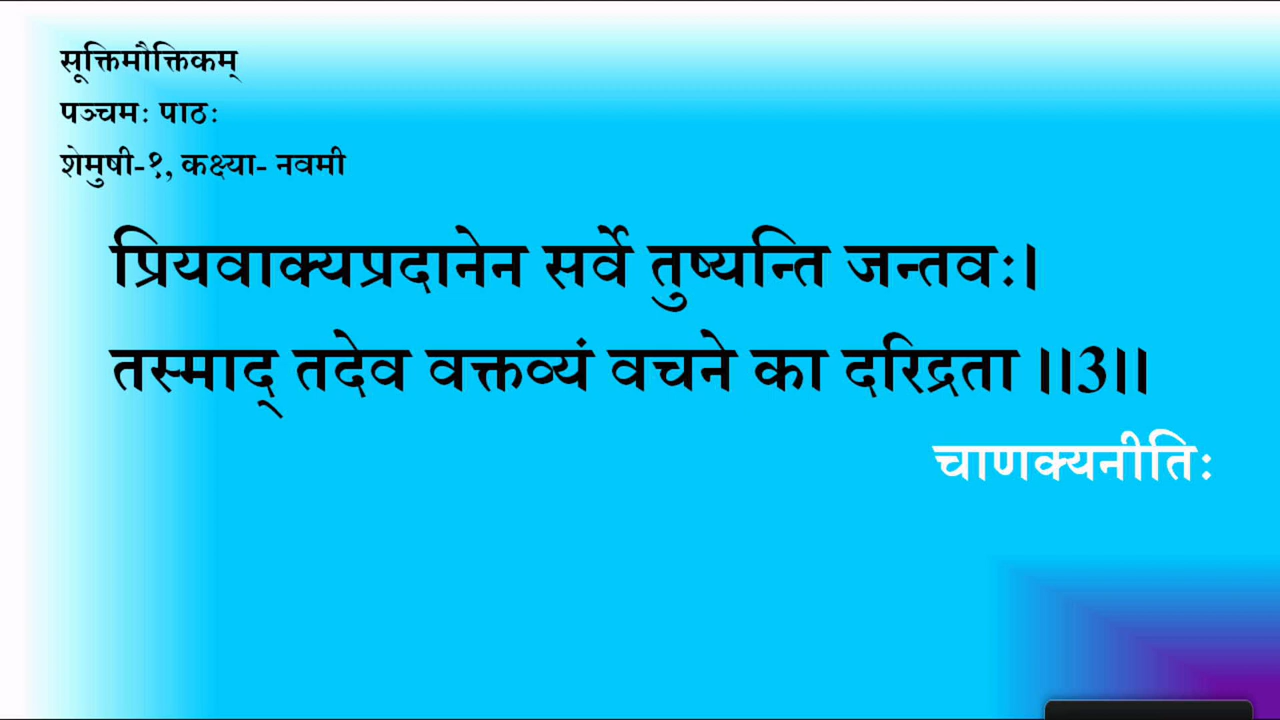 सूक्तिमौक्तिकम्
पञ्चमः पाठः
शेमुषी-१, कक्ष्या- नवमी
प्रियवाक्यप्रदानेन सर्वे तुष्यन्ति जन्तवः।
तस्माद् तदेव वक्तव्यं वचने का दरिद्रता ।।3।।
चाणक्यनीतिः